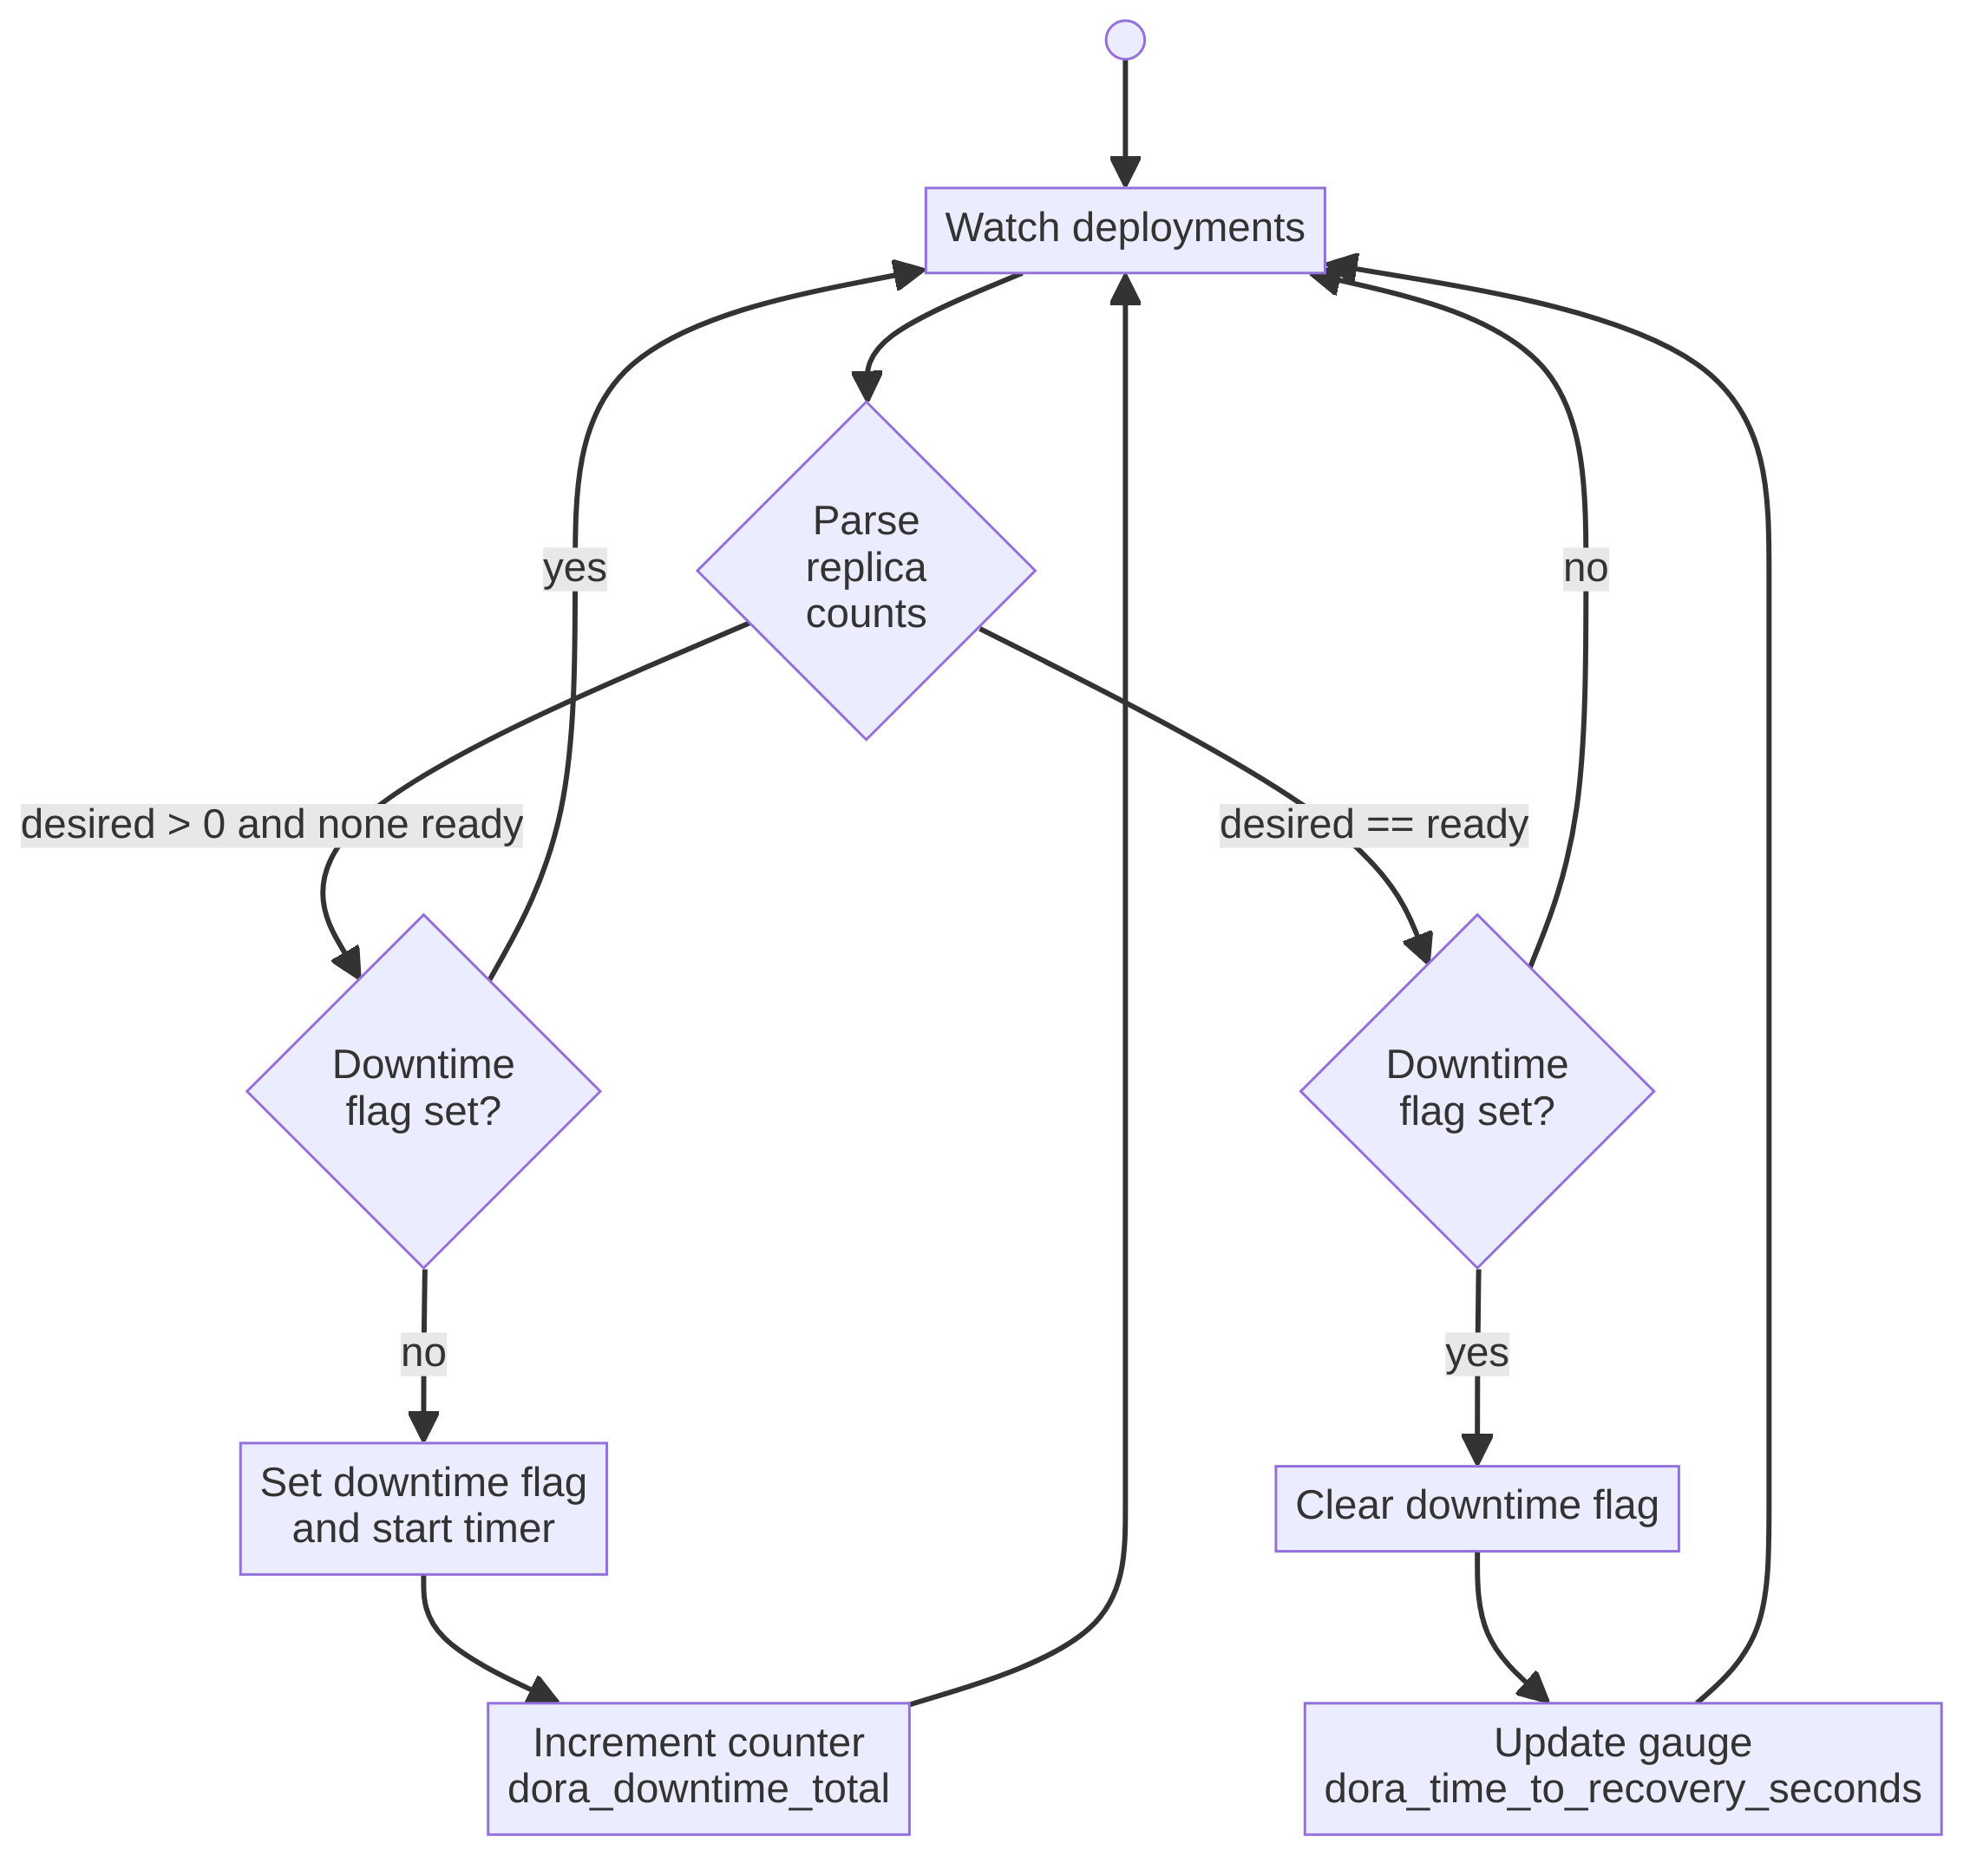 Watch deployments
Parse
replica
counts
yes
no
desired > 0 and none ready
desired == ready
Downtime
flag set?
Downtime
flag set?
no
yes
Set downtime flag
and start timer
Clear downtime flag
Increment counter
dora_downtime_total
Update gauge
dora_time_to_recovery_seconds